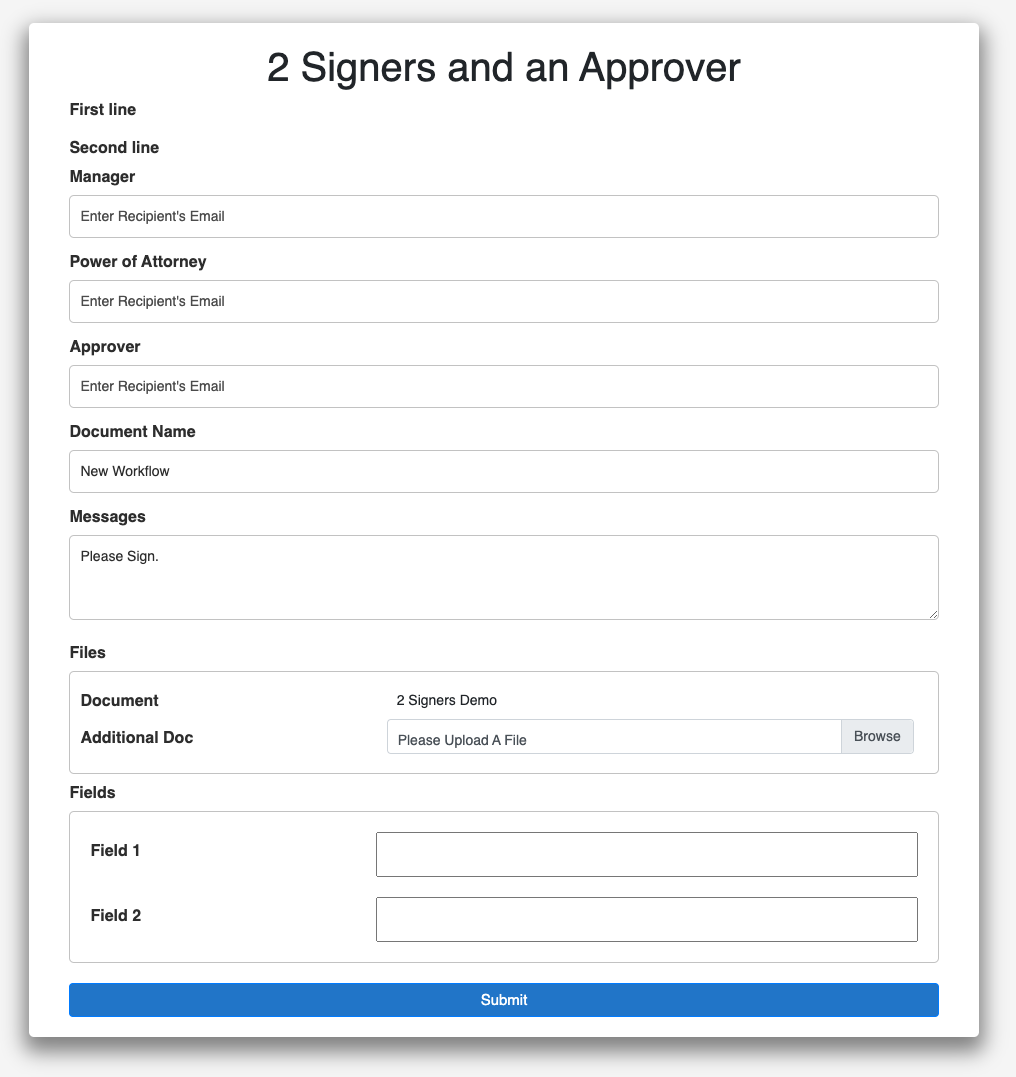 2 Signers and an Approver
First line
Second line
Manager
Enter Recipient's Email
Power of Attorney
Enter Recipient's Email
Approver
Enter Recipient's Email
Document Name
New Workflow
Messages
Please Sign.
Files
Document 2 Signers Demo
Additional Doc Please Upload A File Browse
Fields
Field 1
Field 2
Submit